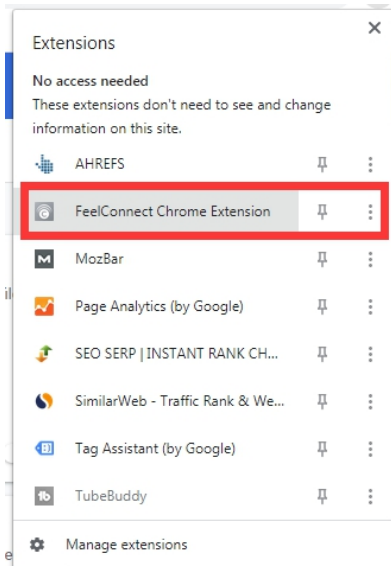 Extensions
No access needed
These extensions don't need to see and change
information on this site.
AHREFS
FeelConnect Chrome Extension
MozBar
Page Analytics (by Google)
SEO SERP | INSTANT RANK CH...
SimilarWeb - Traffic Rank & We...
Tag Assistant (by Google)
TubeBuddy
Manage extensions